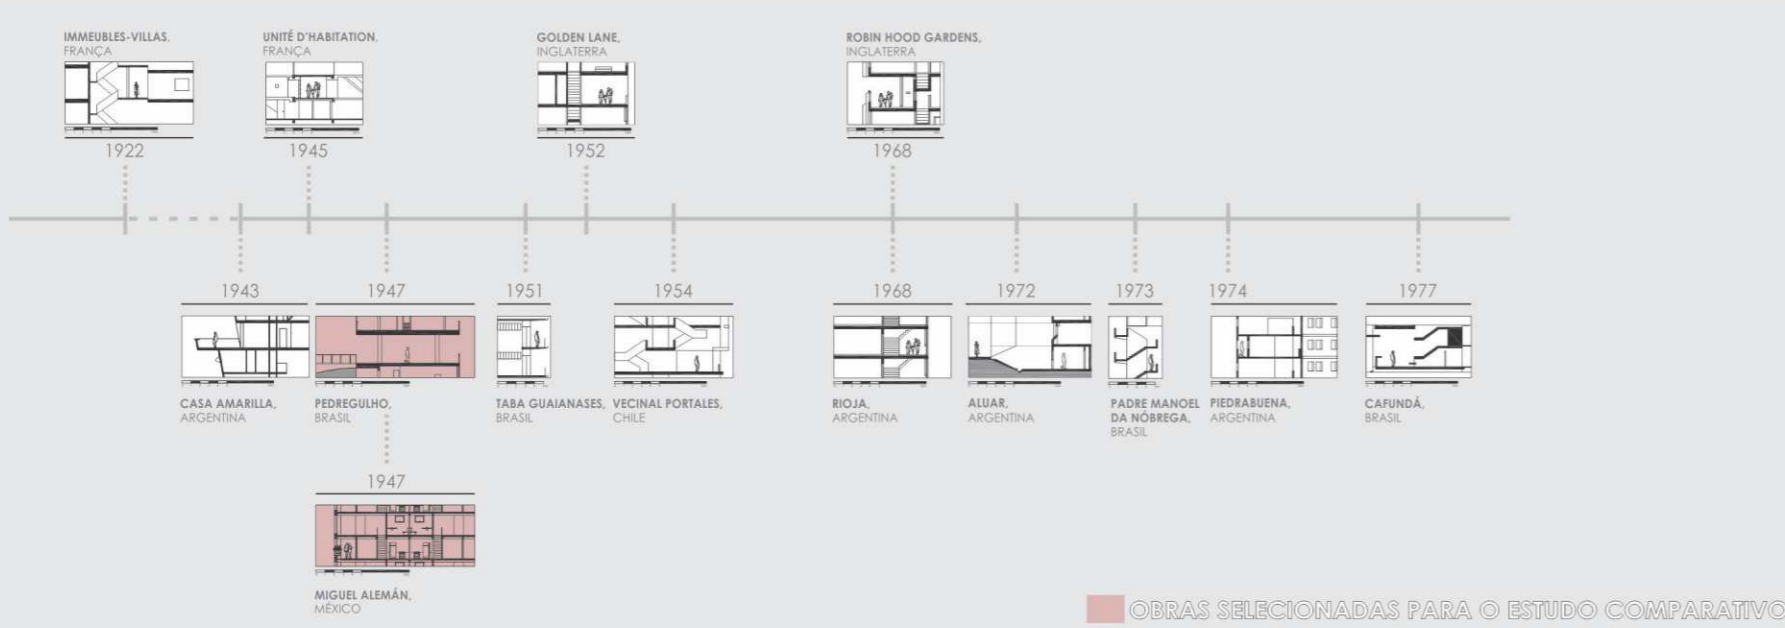 IMMEUBLES-VILLAS,
FRANÇA
1922
UNITÉ D'HABITATION,
FRANÇA
1945
GOLDEN LANE,
INGLATERRA
1952
ROBIN HOOD GARDENS,
INGLATERRA
1968
1943
CASA AMARILLA,
ARGENTINA
1947
PEDREGULHO,
BRASIL
1951
TABA GUAIANASES,
BRASIL
1954
VECINAL PORTALES,
CHILE
1968
RIOJA,
ARGENTINA
1972
ALUAR,
ARGENTINA
1973
PADRE MANOEL
DA NÓBREGA,
BRASIL
1974
PIEDRABUENA,
ARGENTINA
1977
CAFUNDÁ,
BRASIL
1947
MIGUEL ALEMÁN,
MÉXICO
OBRAS SELECIONADAS PARA O ESTUDO COMPARATIVO